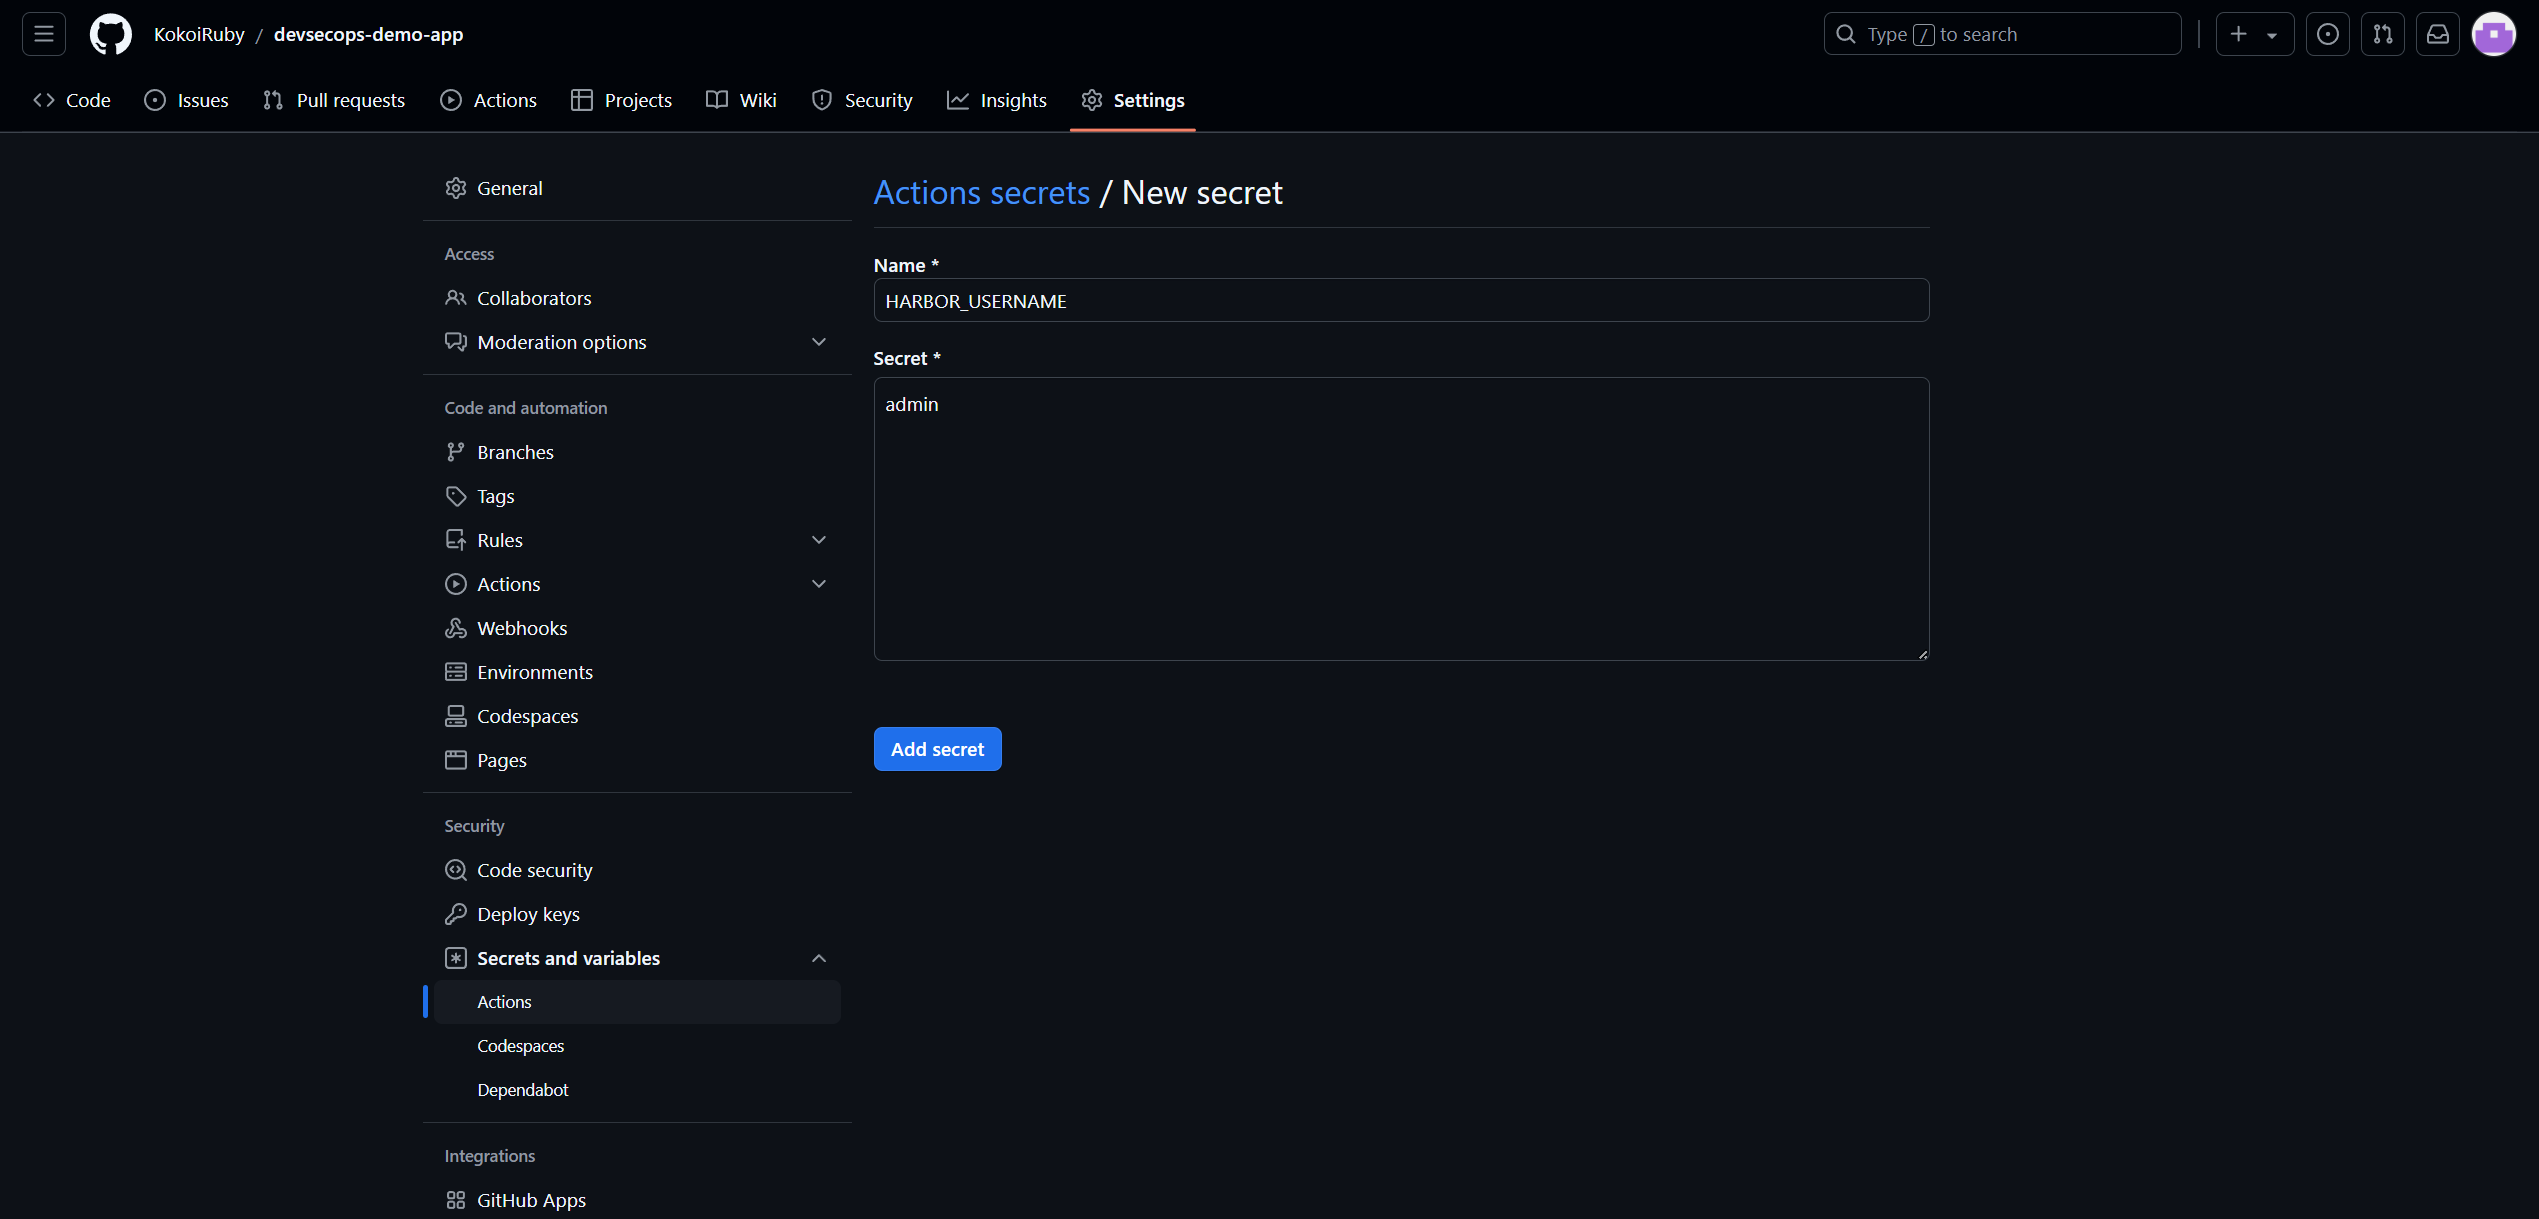 KokoiRuby / devsecops-demo-app
Type / to search
Code
Issues
Pull requests
Actions
Projects
Wiki
Security
Insights
Settings
General
Access
Collaborators
Moderation options
Code and automation
Branches
Tags
Rules
Actions
Webhooks
Environments
Codespaces
Pages
Security
Code security
Deploy keys
Secrets and variables
Actions
Codespaces
Dependabot
Integrations
GitHub Apps
Actions secrets / New secret
Name *
HARBOR_USERNAME
Secret *
admin
Add secret